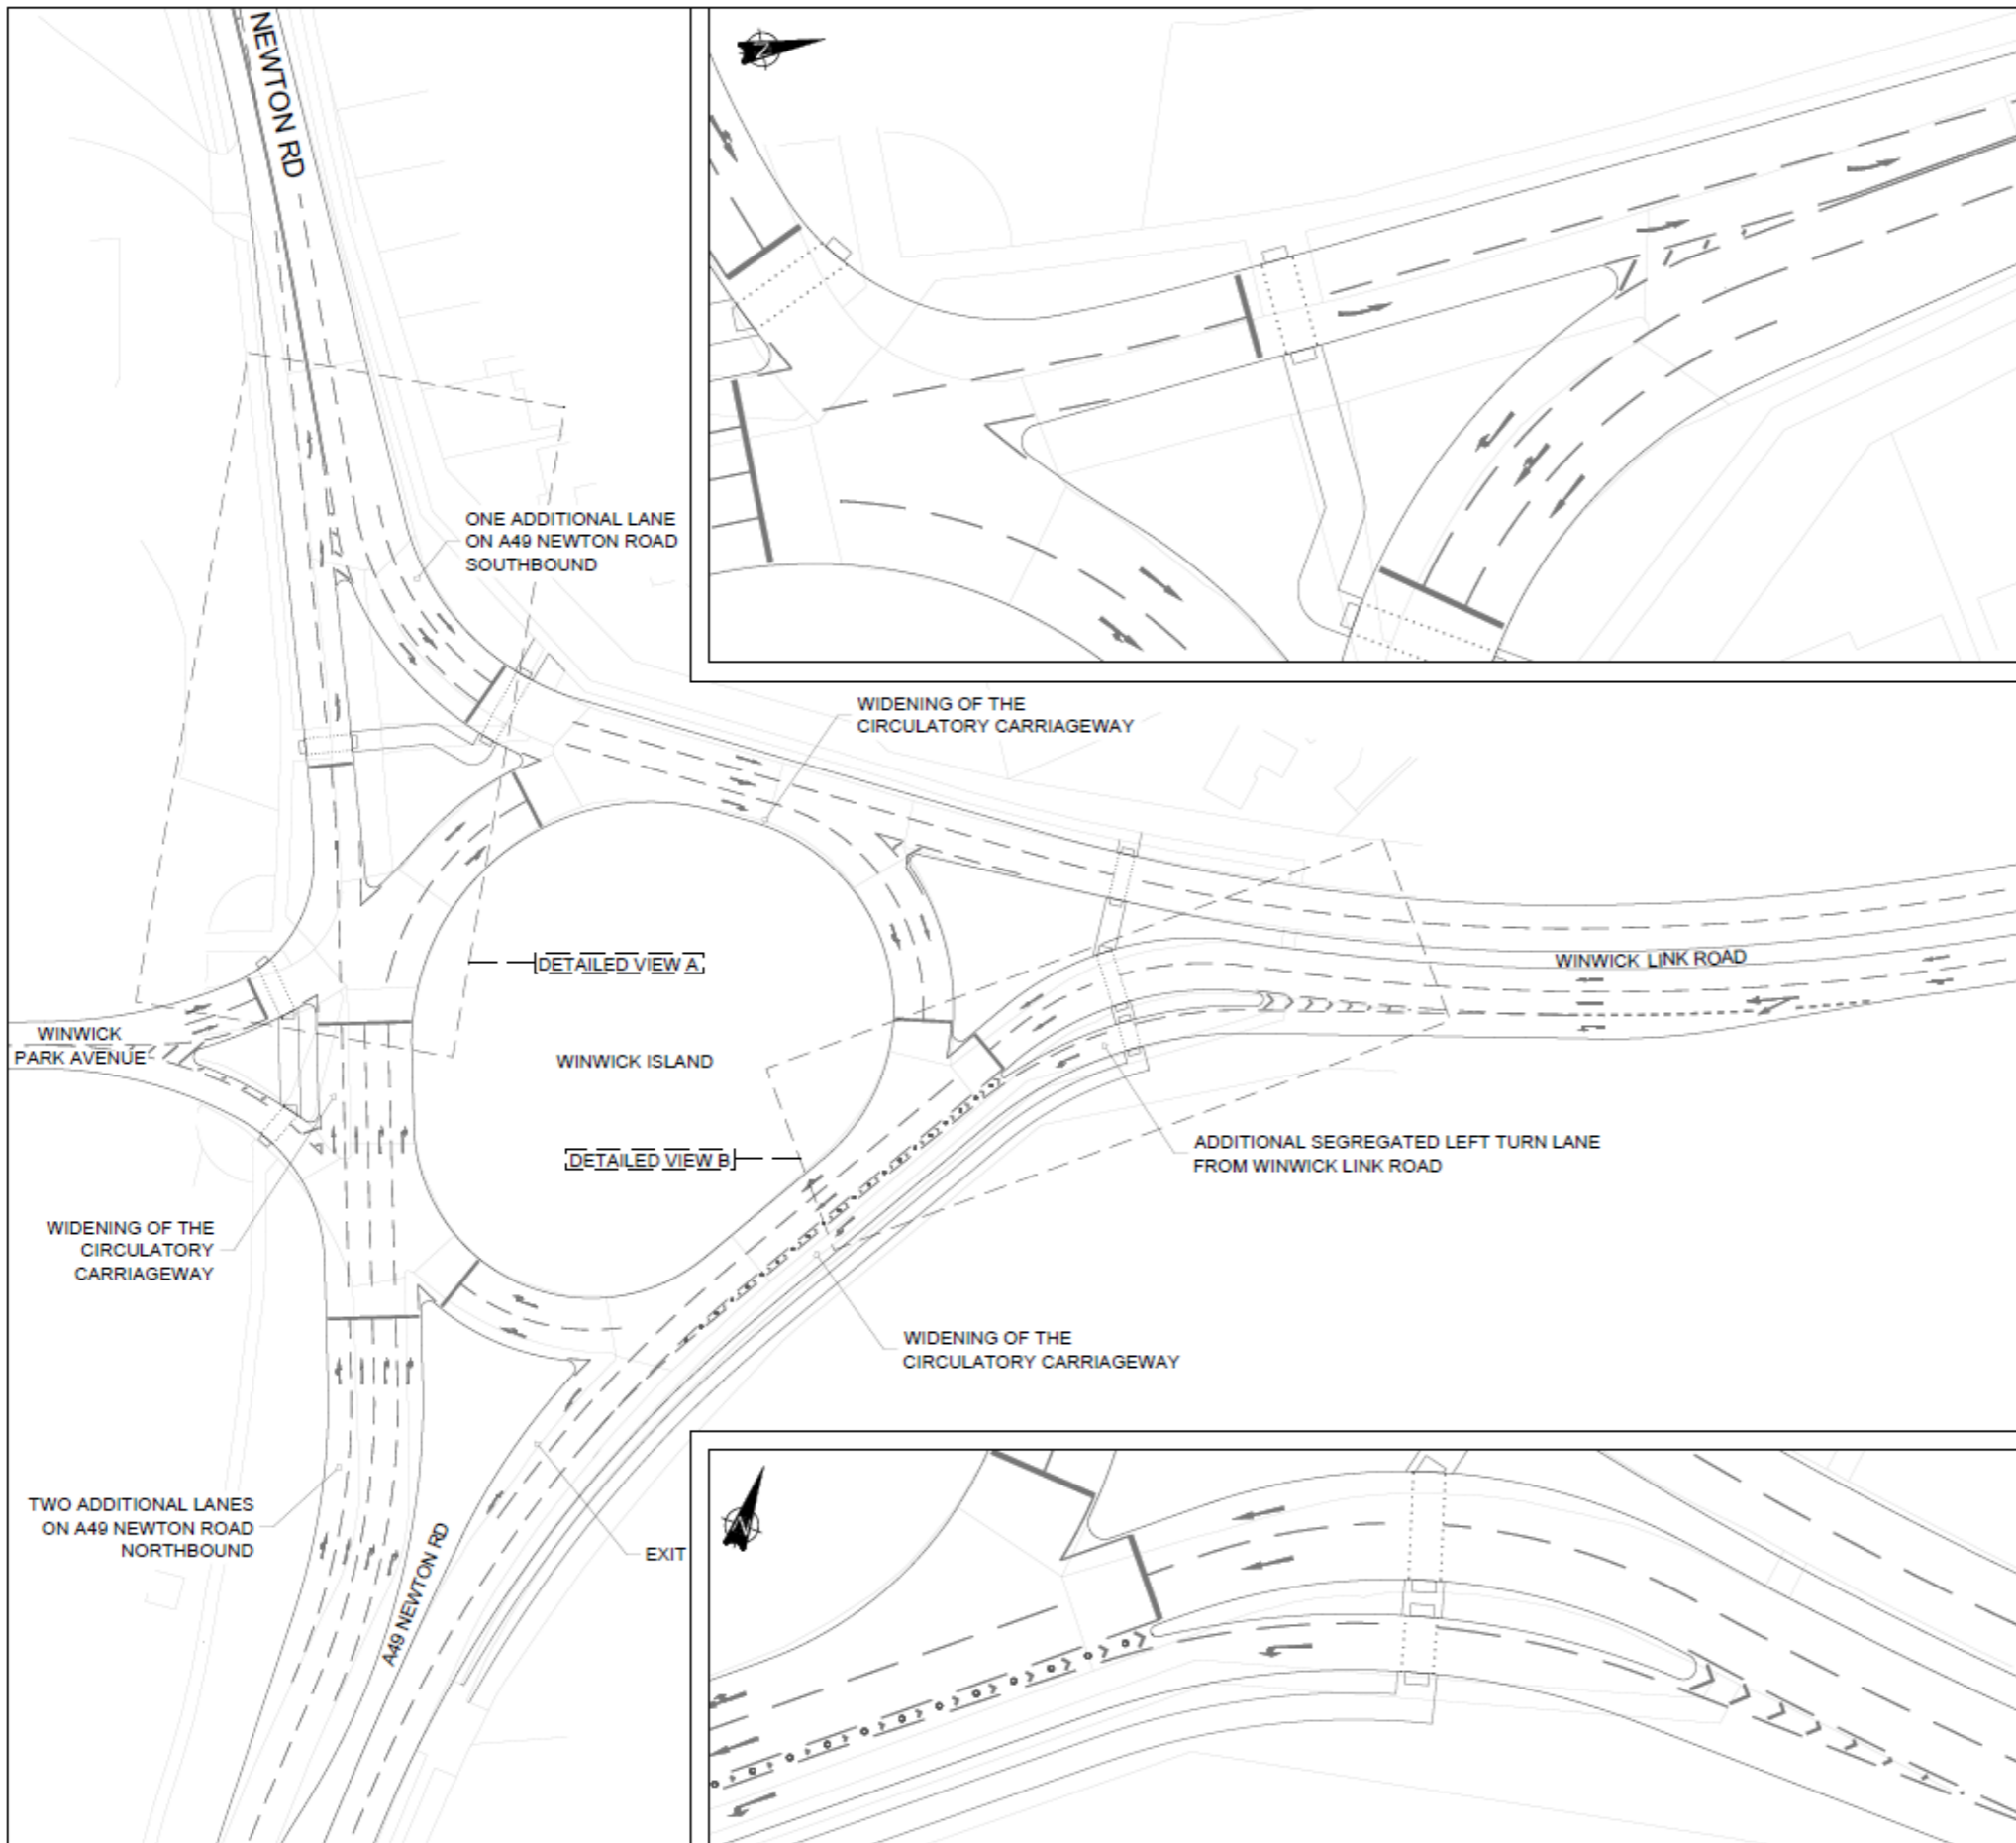 NEWTON RD
N
ONE ADDITIONAL LANE
ON A49 NEWTON ROAD
SOUTHBOUND
WIDENING OF THE
CIRCULATORY CARRIAGEWAY
DETAILED VIEW A
WINWICK LINK ROAD
WINWICK
PARK AVENUE
WINWICK ISLAND
DETAILED VIEW B
ADDITIONAL SEGREGATED LEFT TURN LANE
FROM WINWICK LINK ROAD
WIDENING OF THE
CIRCULATORY
CARRIAGEWAY
WIDENING OF THE
CIRCULATORY CARRIAGEWAY
TWO ADDITIONAL LANES
ON A49 NEWTON ROAD
NORTHBOUND
A49 NEWTON RD
EXIT
N